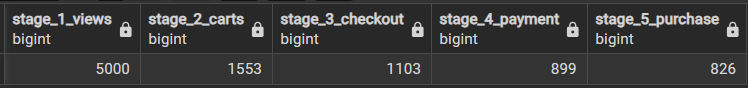 stage_1_views stage_2_carts stage_3_checkout stage_4_payment stage_5_purchase
bigint bigint bigint bigint bigint
5000 1553 1103 899 826